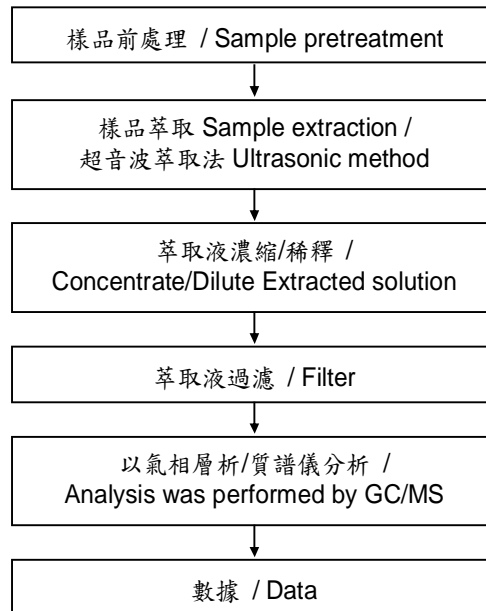 樣品前處理 / Sample pretreatment
樣品萃取 Sample extraction /
超音波萃取法 Ultrasonic method
萃取液濃縮/稀釋 /
Concentrate/Dilute Extracted solution
萃取液過濾 / Filter
以氣相層析/質譜儀分析 /
Analysis was performed by GC/MS
數據 / Data